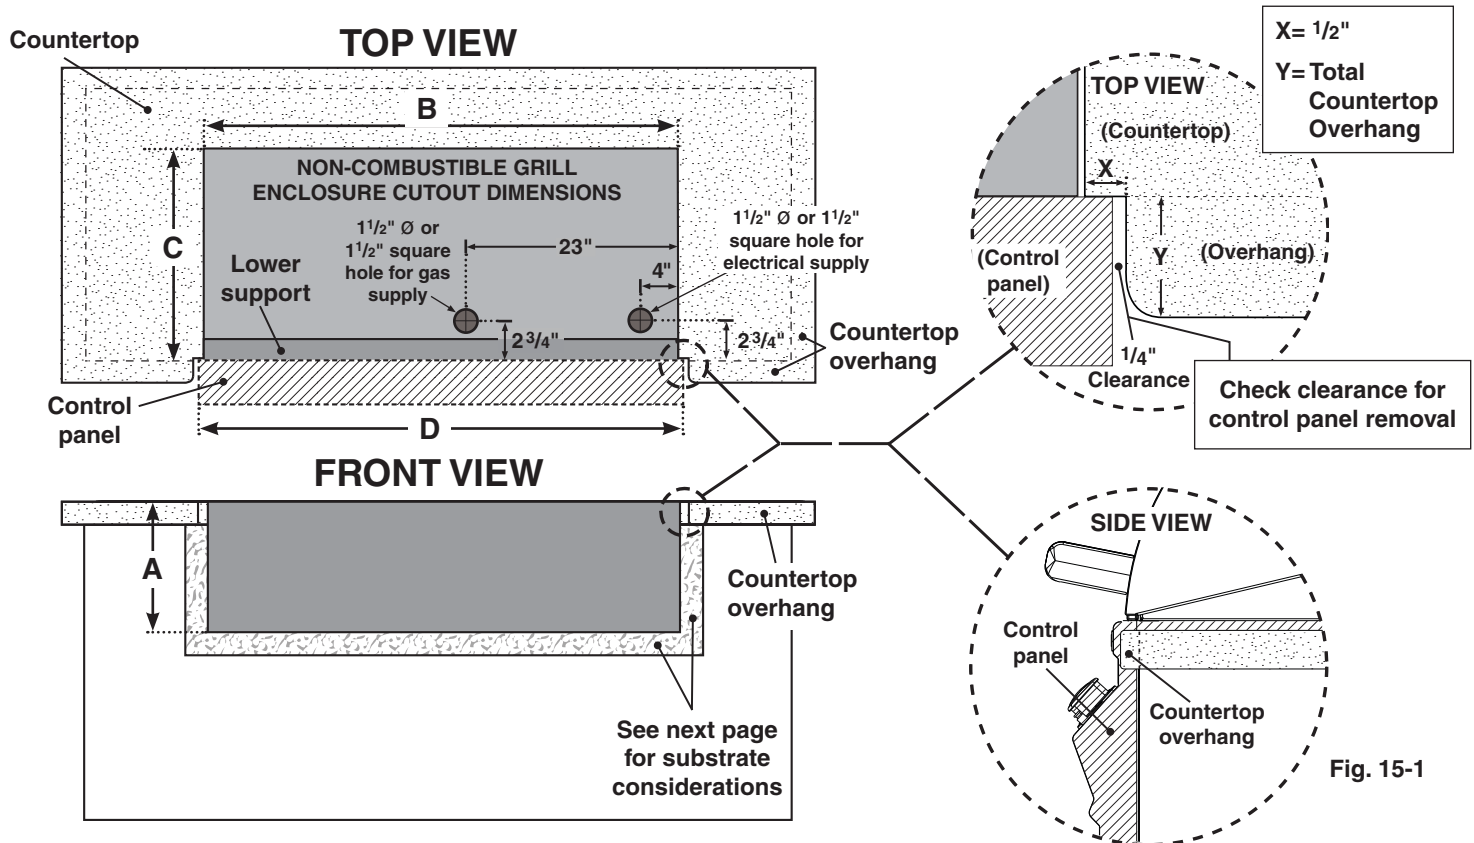 TOP VIEW
Countertop
B
NON-COMBUSTIBLE GRILL
ENCLOSURE CUTOUT DIMENSIONS
1 1/2" Ø or
1 1/2" square
hole for gas
supply
23"
1 1/2" Ø or 1 1/2"
square hole for
electrical supply
4"
C
Lower
support
2 3/4"
2 3/4"
Countertop
overhang
Control
panel
D
FRONT VIEW
A
Countertop
overhang
See next page
for substrate
considerations
X= 1/2"
Y= Total
Countertop
Overhang
TOP VIEW
(Countertop)
X
(Control
panel)
Y
(Overhang)
1/4"
Clearance
Check clearance for
control panel removal
SIDE VIEW
Control
panel
Countertop
overhang
Fig. 15-1